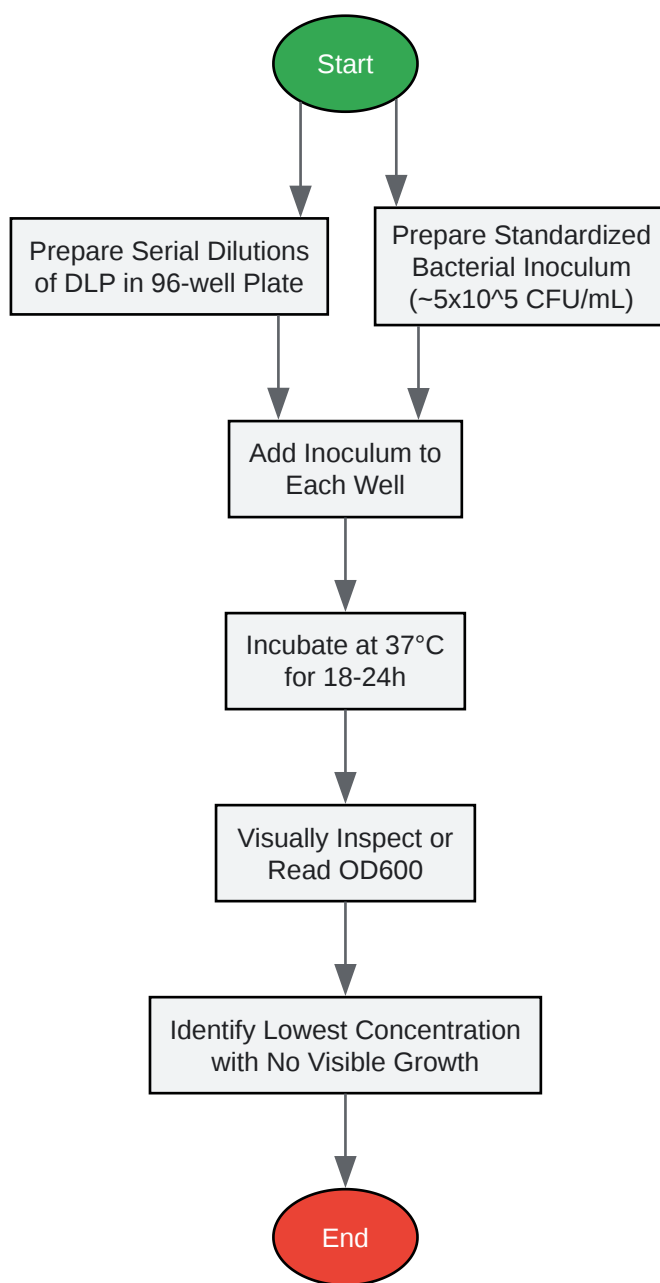 Start
Prepare Serial Dilutions
of DLP in 96-well Plate
Prepare Standardized
Bacterial Inoculum
(~5x10^5 CFU/mL)
Add Inoculum to
Each Well
Incubate at 37°C
for 18-24h
Visually Inspect or
Read OD600
Identify Lowest Concentration
with No Visible Growth
End